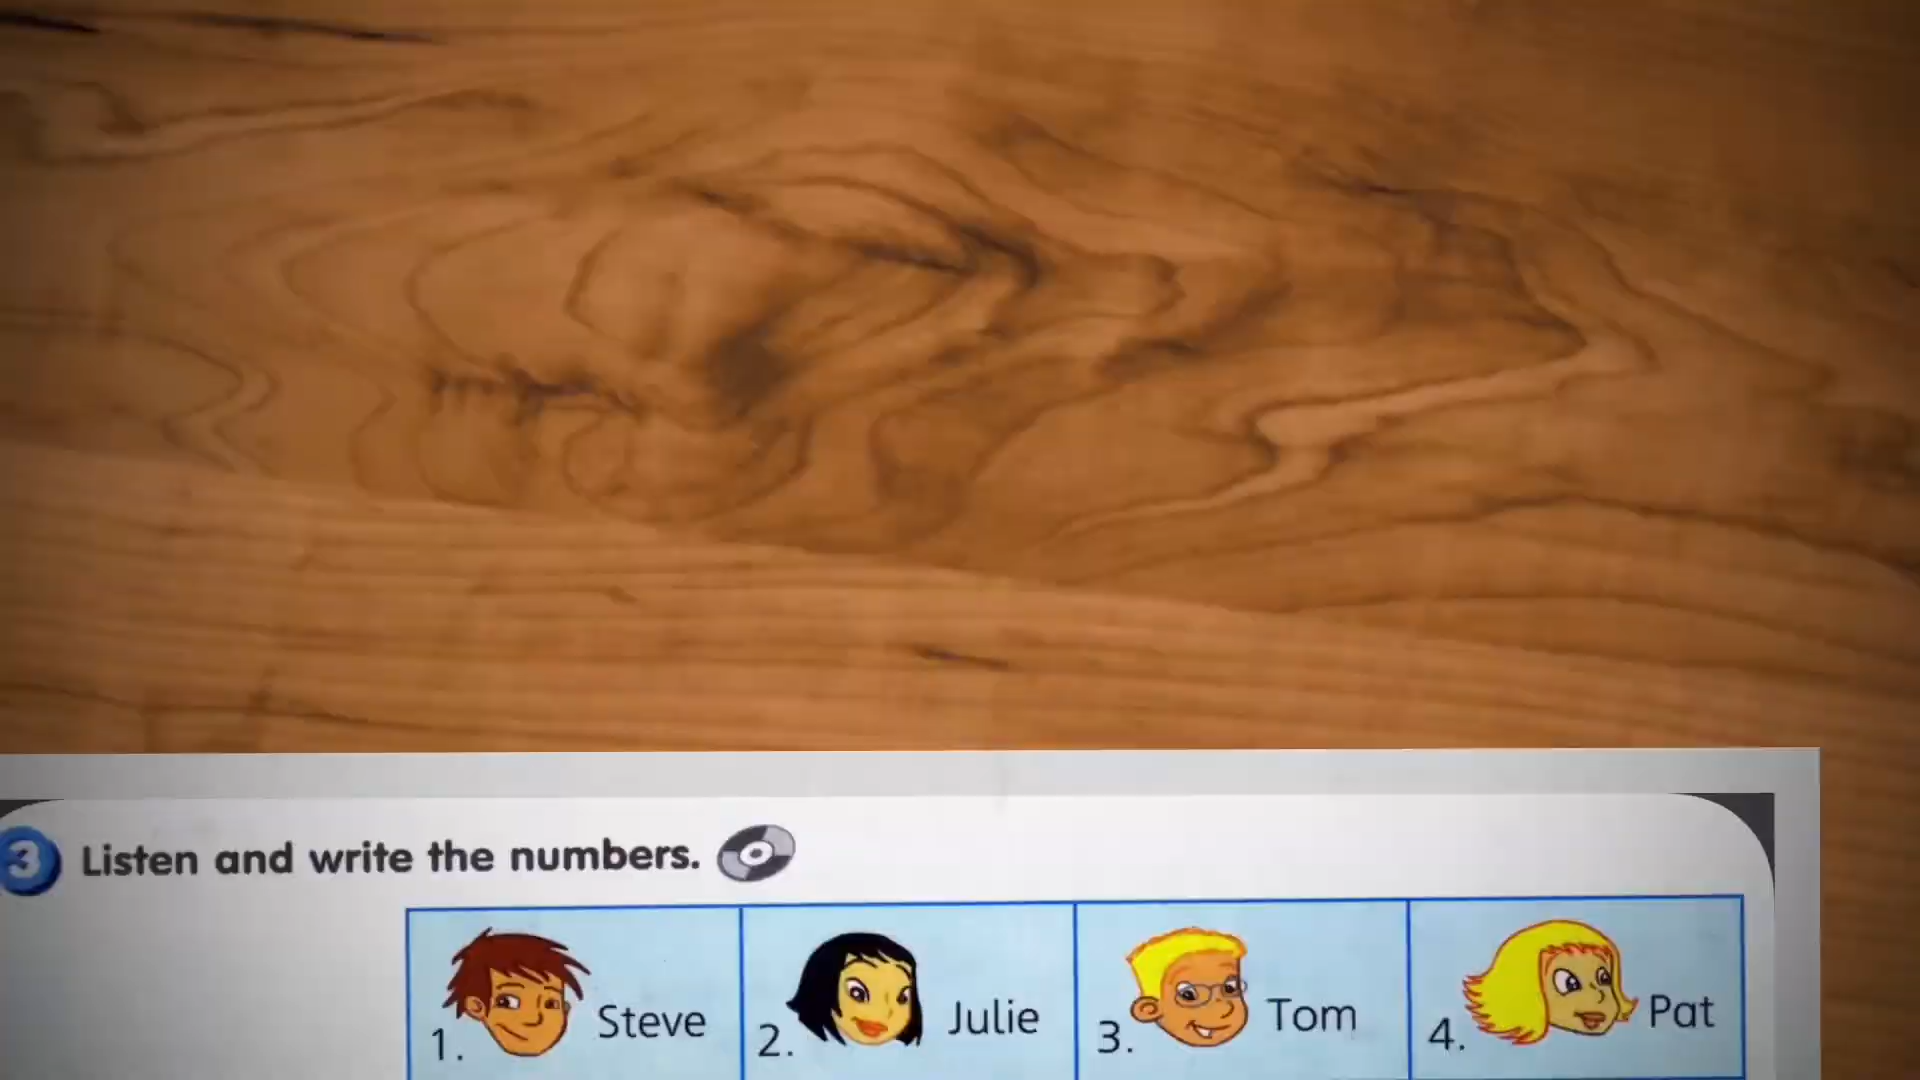 3 Listen and write the numbers.
1. Steve 2. Julie 3. Tom 4. Pat